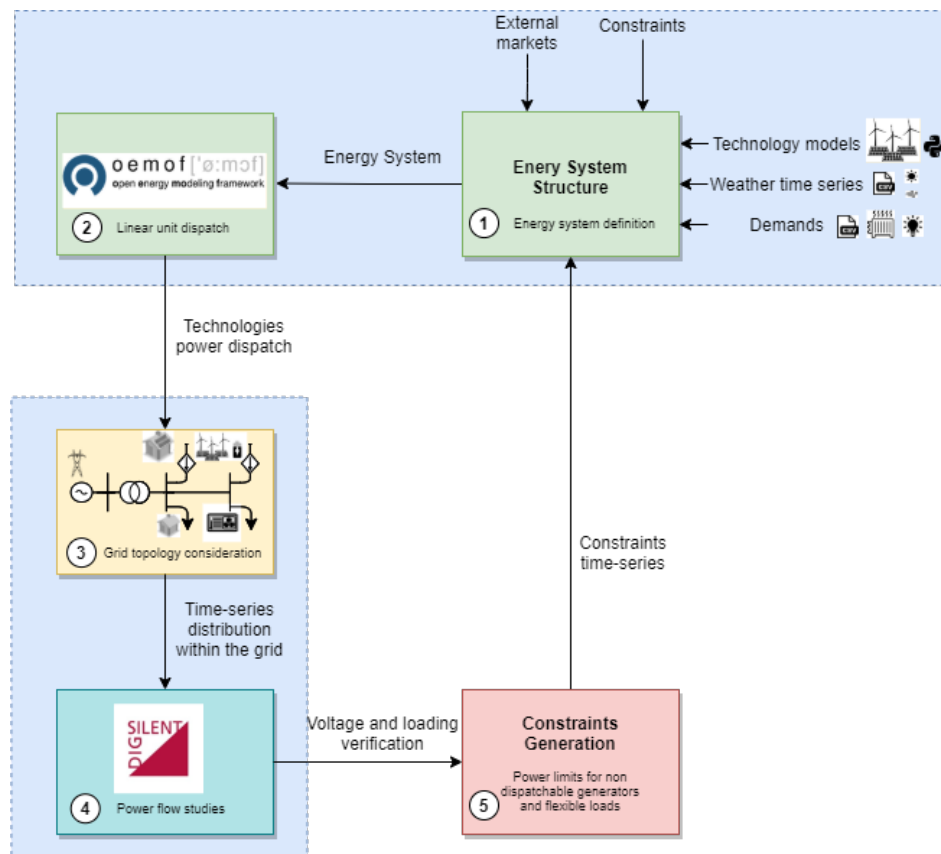 External
markets
Constraints
Technology models
Weather time series
CSV
Demands
CSV
Enery System
Structure
1
Energy system definition
Energy System
oemof['ø:mɔf]
open energy modeling framework
2
Linear unit dispatch
Technologies
power dispatch
3
Grid topology consideration
Time-series
distribution
within the grid
DIG
SILENT
4
Power flow studies
Voltage and loading
verification
Constraints
Generation
Power limits for non
dispatchable generators
and flexible loads
5
Constraints
time-series